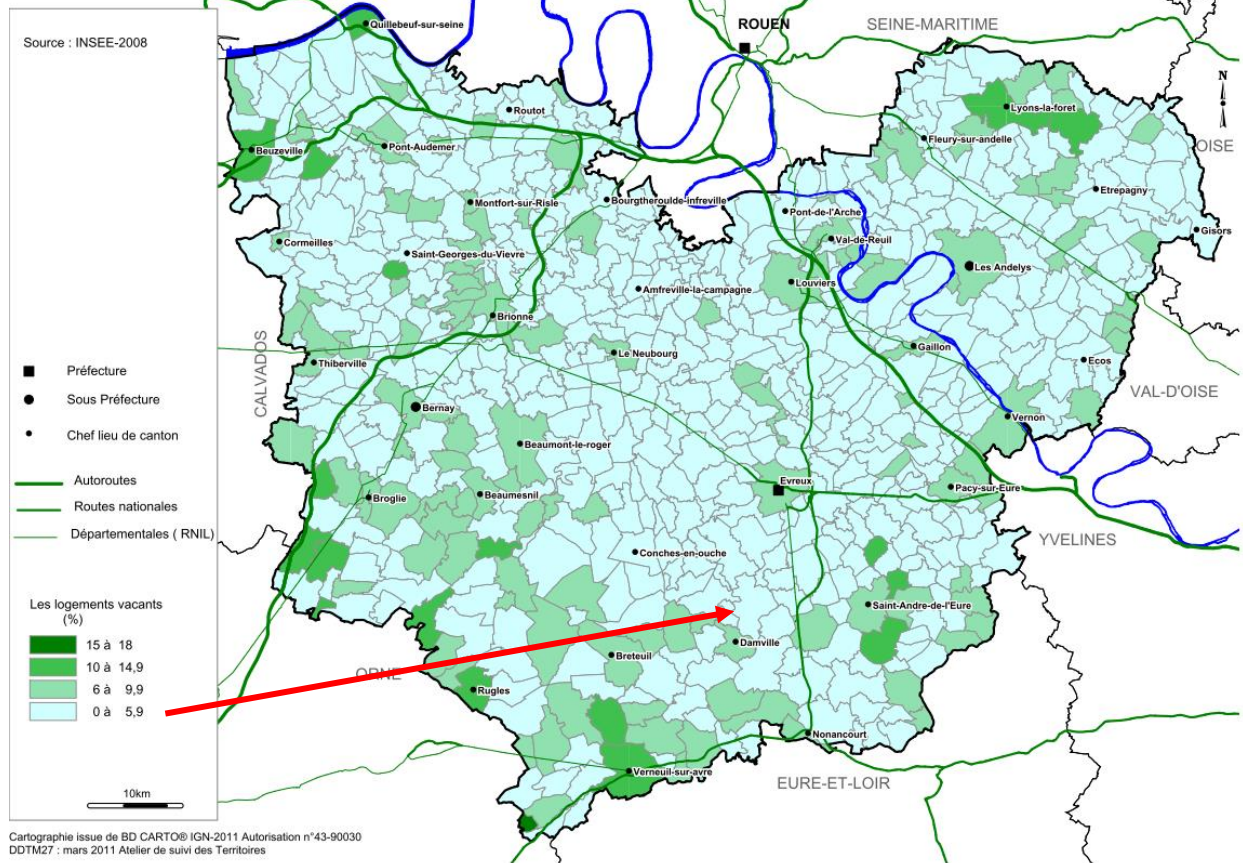 Source : INSEE-2008
Préfecture
Sous Préfecture
Chef lieu de canton
Autoroutes
Routes nationales
Départementales ( RNIL)
Les logements vacants
(%)
15 à 18
10 à 14,9
6 à 9,9
0 à 5,9
10km
Quillebeuf-sur-seine
ROUEN
SEINE-MARITIME
N
Routot
Lyons-la-foret
Beuzeville
Pont-Audemer
Fleury-sur-andelle
OISE
Etrepagny
Montfort-sur-Risle
Bourgtheroulde-infreville
Pont-de-l'Arche
Gisors
Cormeilles
Val-de-Reuil
Saint-Georges-du-Vievre
Les Andelys
Amfreville-la-campagne
Louviers
Brionne
Gaillon
CALVADOS
Thiberville
Le Neubourg
Ecos
VAL-D'OISE
Bernay
Vernon
Beaumont-le-roger
Evreux
Broglie
Beaumesnil
Pacy-sur-Eure
YVELINES
Conches-en-ouche
Saint-Andre-de-l'Eure
Damville
Breteuil
ORNE
Rugles
Nonancourt
Verneuil-sur-avre
EURE-ET-LOIR
Cartographie issue de BD CARTO® IGN-2011 Autorisation n°43-90030
DDTM27 : mars 2011 Atelier de suivi des Territoires